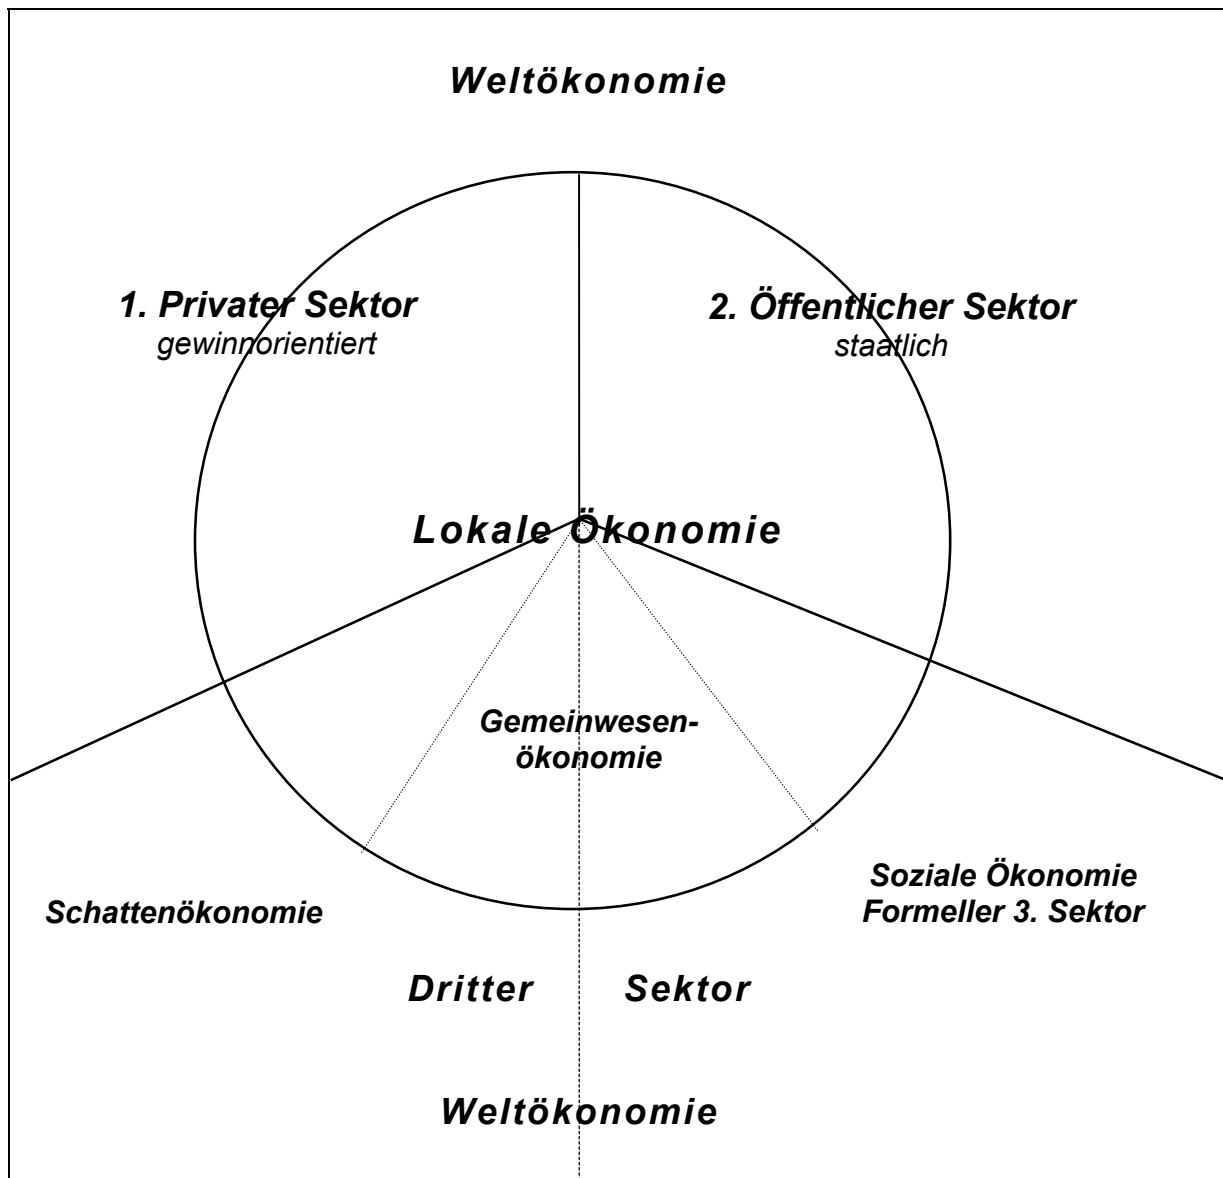 Weltökonomie
1. Privater Sektor
gewinnorientiert
2. Öffentlicher Sektor
staatlich
Lokale Ökonomie
Gemeinwesen-
ökonomie
Schattenökonomie
Soziale Ökonomie
Formeller 3. Sektor
Dritter Sektor
Weltökonomie